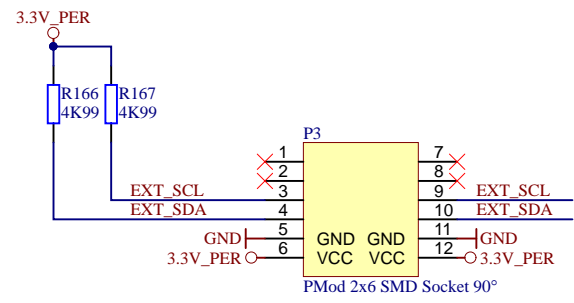 3.3V_PER
R166
4K99
R167
4K99
P3
1
7
2
8
EXT_SCL 3
9 EXT_SCL
EXT_SDA 4
10 EXT_SDA
GND 5 GND GND 11 GND
3.3V_PER 6 VCC VCC 12 3.3V_PER
PMod 2x6 SMD Socket 90°